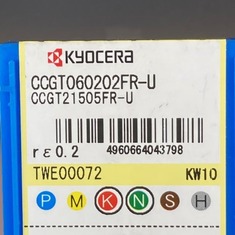 KYOCERA
CCGT060202FR-U
CCGT21505FR-U
rε0.2 4960664043798
TWE00072 KW10
P M K N S H